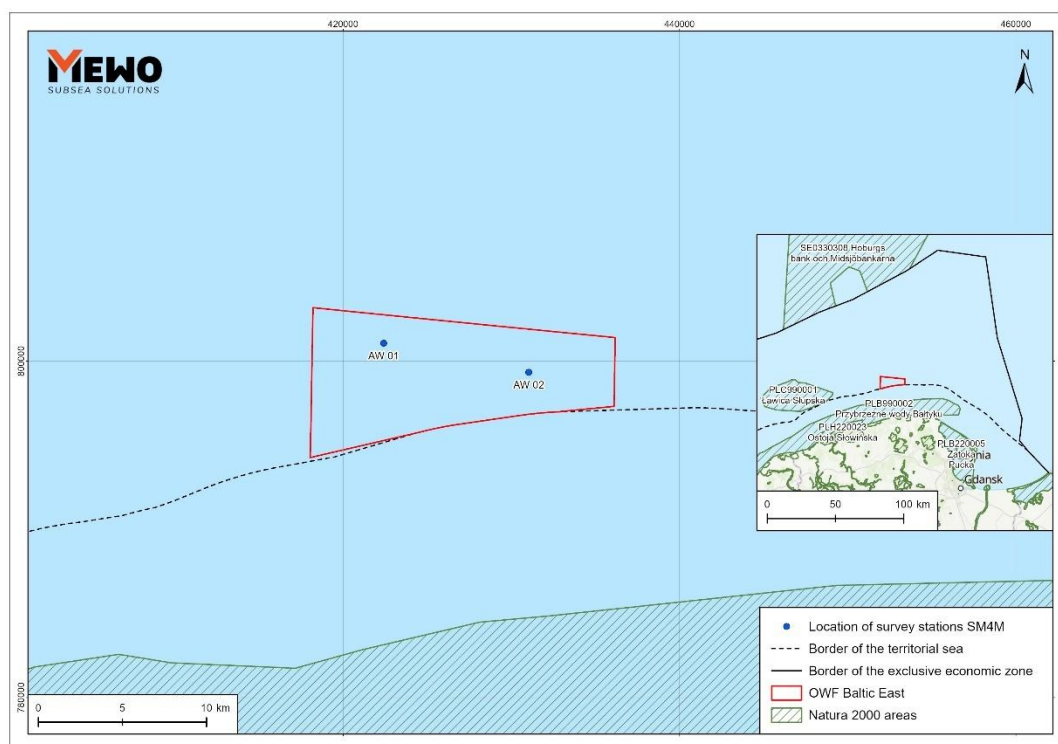 420000
440000
460000
MEWO
SUBSEA SOLUTIONS
N
800000
780000
AW 01
AW 02
SE0330308 Hoburgs
bank och Midsjöbankarna
PLC990001
Ławica Słupska
PLB990002
Przybrzeżne wody Bałtyku
PLH220023
Ostoja Słowińska
PLB220005
Zatoka
Pucka
Gdansk
0 50 100 km
Location of survey stations SM4M
Border of the territorial sea
Border of the exclusive economic zone
OWF Baltic East
Natura 2000 areas
0 5 10 km